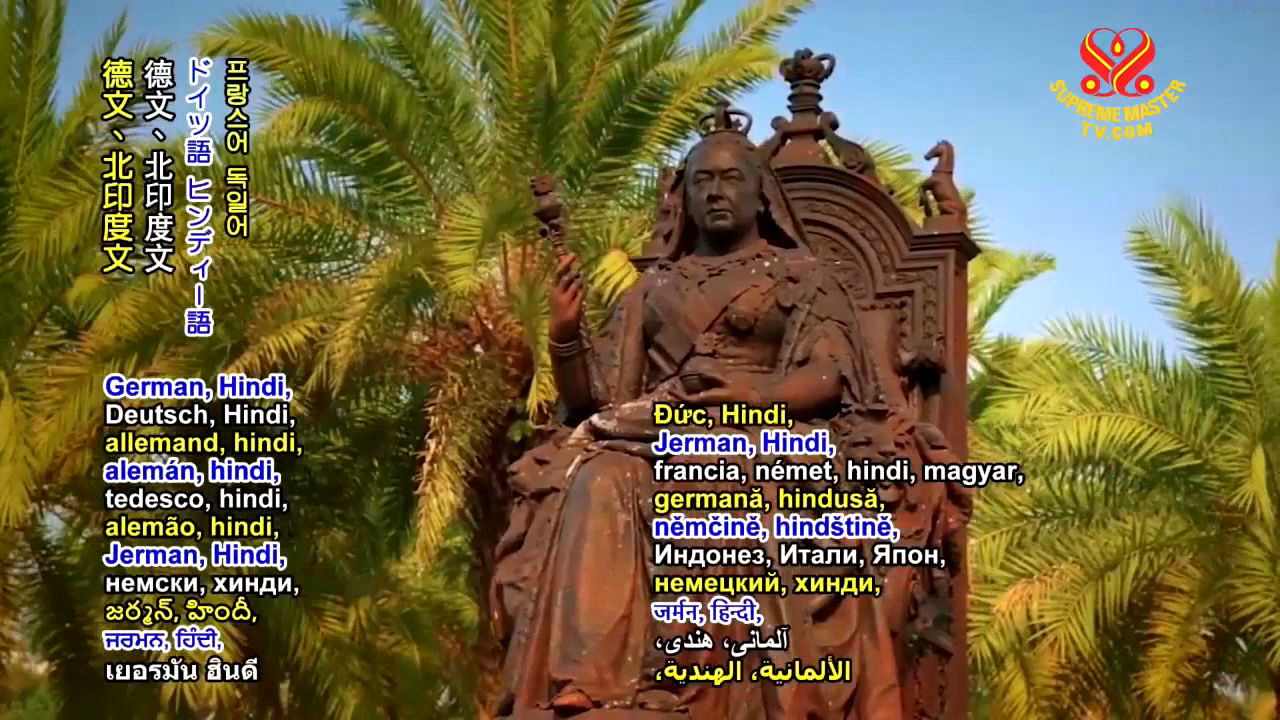 프랑스어 독일어
ドイツ語 ヒンディー語
德文、北印度文
德文、北印度文
German, Hindi,
Deutsch, Hindi,
allemand, hindi,
alemán, hindi,
tedesco, hindi,
alemão, hindi,
Jerman, Hindi,
немски, хинди,
జర్మన్, హిందీ,
ਜਰਮਨ, ਹਿੰਦੀ,
เยอรมัน ฮินดี
Đức, Hindi,
Jerman, Hindi,
francia, német, hindi, magyar,
germană, hindusă,
němčině, hindštině,
Индонез, Итали, Япон,
немецкий, хинди,
जर्मन, हिन्दी,
آلمانی، هندی،
الألمانية، الهندية،
SUPREME MASTER
TV.COM